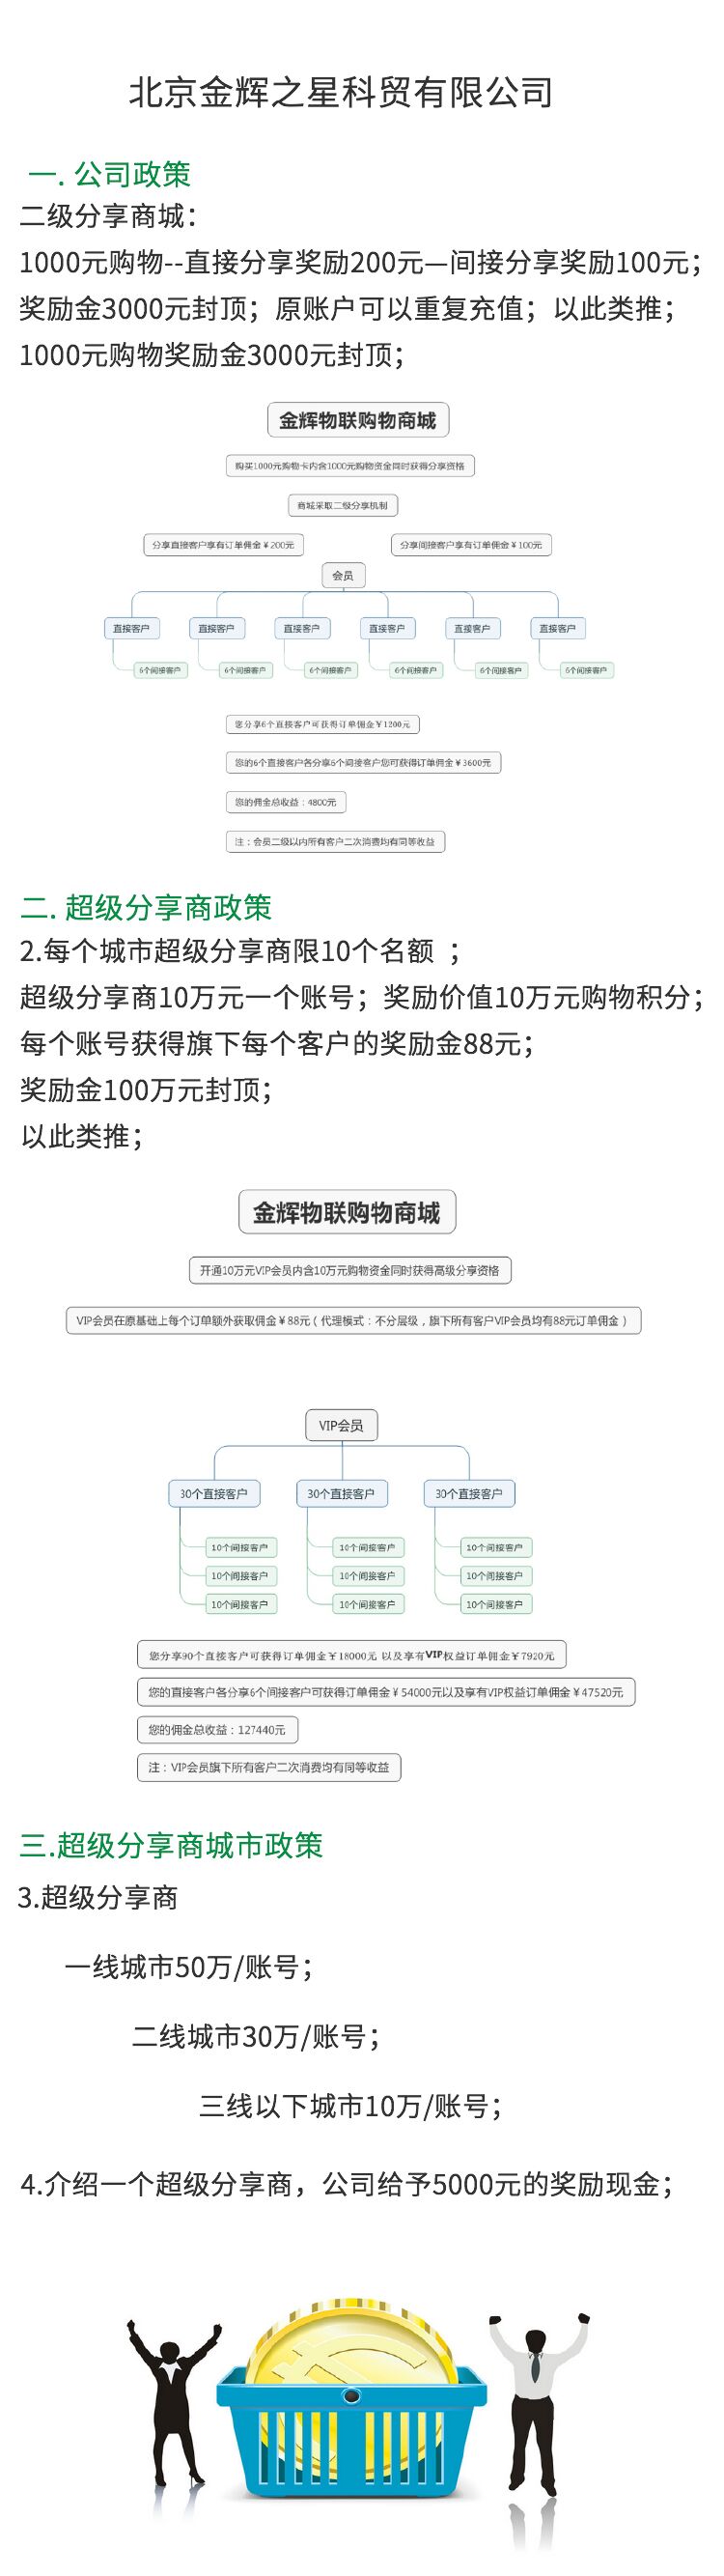 北京金辉之星科贸有限公司
一. 公司政策
二级分享商城：
1000元购物--直接分享奖励200元—间接分享奖励100元；
奖励金3000元封顶；原账户可以重复充值；以此类推；
1000元购物奖励金3000元封顶；
金辉物联购物商城
购买1000元购物卡内含1000元购物资金同时获得分享资格
商城采取二级分享机制
分享直接客户享有订单佣金￥200元 分享间接客户享有订单佣金￥100元
会员
直接客户 直接客户 直接客户 直接客户 直接客户 直接客户
6个间接客户 6个间接客户 6个间接客户 6个间接客户 6个间接客户 6个间接客户
您分享6个直接客户可获得订单佣金￥1200元
您的6个直接客户各分享6个间接客户您可获得订单佣金￥3600元
您的佣金总收益：4800元
注：会员二级以内所有客户二次消费均有同等收益
二. 超级分享商政策
2.每个城市超级分享商限10个名额 ；
超级分享商10万元一个账号；奖励价值10万元购物积分；
每个账号获得旗下每个客户的奖励金88元；
奖励金100万元封顶；
以此类推；
金辉物联购物商城
开通10万元VIP会员内含10万元购物资金同时获得高级分享资格
VIP会员在原基础上每个订单额外获取佣金￥88元（代理模式：不分层级，旗下所有客户VIP会员均有88元订单佣金）
VIP会员
30个直接客户 30个直接客户 30个直接客户
10个间接客户 10个间接客户 10个间接客户
10个间接客户 10个间接客户 10个间接客户
10个间接客户 10个间接客户 10个间接客户
您分享90个直接客户可获得订单佣金￥18000元 以及享有VIP权益订单佣金￥7920元
您的直接客户各分享6个间接客户可获得订单佣金￥54000元以及享有VIP权益订单佣金￥47520元
您的佣金总收益：127440元
注：VIP会员旗下所有客户二次消费均有同等收益
三.超级分享商城市政策
3.超级分享商
一线城市50万/账号；
二线城市30万/账号；
三线以下城市10万/账号；
4.介绍一个超级分享商，公司给予5000元的奖励现金；